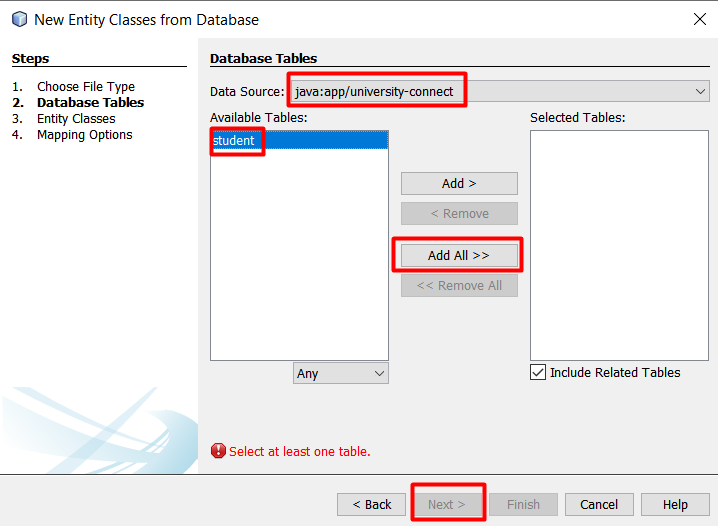 New Entity Classes from Database
Steps
1. Choose File Type
2. Database Tables
3. Entity Classes
4. Mapping Options
Database Tables
Data Source: java:app/university-connect
Available Tables:
student
Any
Add >
< Remove
Add All >>
<< Remove All
Selected Tables:
Include Related Tables
Select at least one table.
< Back Next > Finish Cancel Help